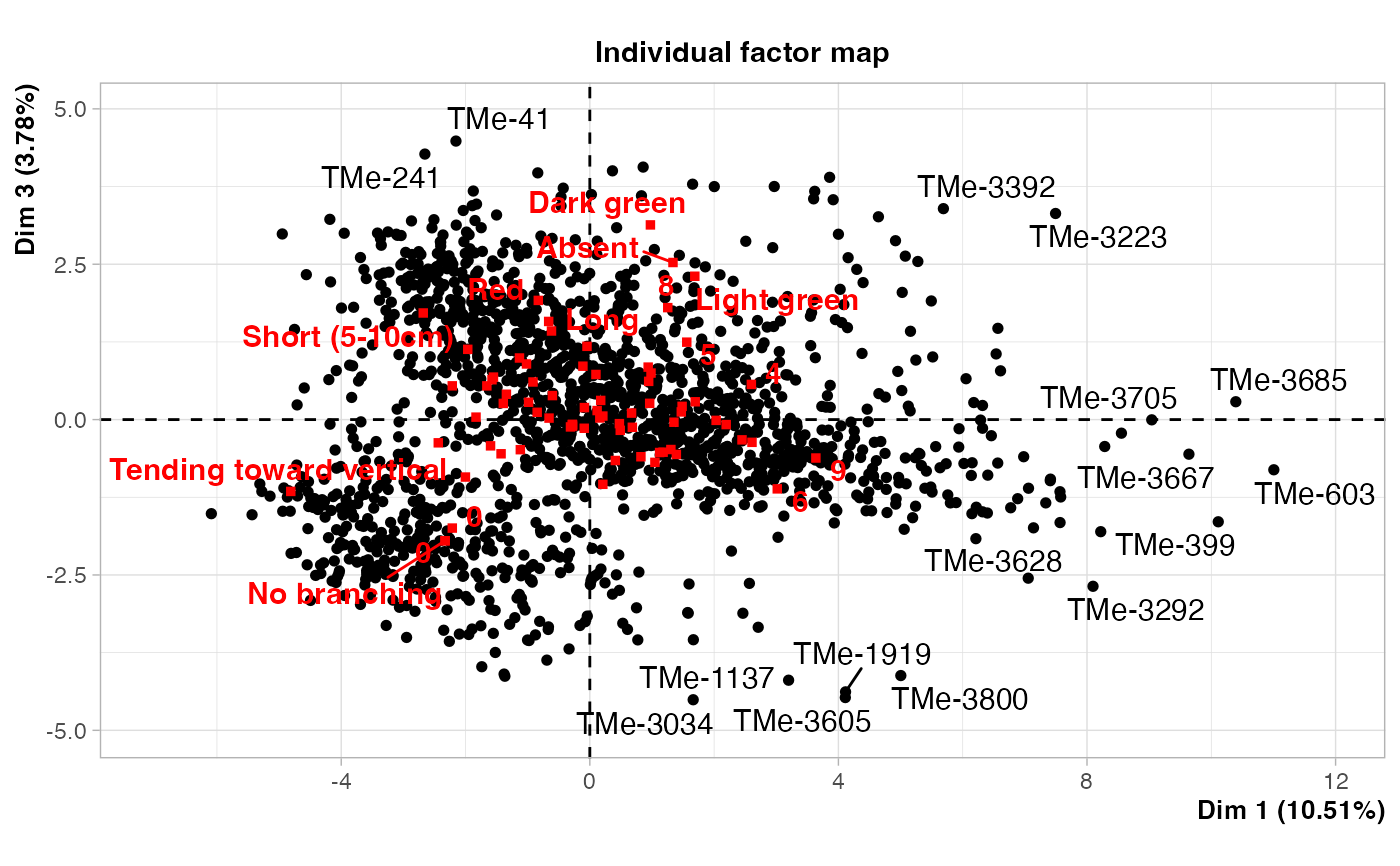 Individual factor map
Dim 3 (3.78%)
5.0
2.5
0.0
-2.5
-5.0
TMe-41
TMe-241
TMe-3392
Dark green
TMe-3223
Absent
Red
8
Light green
Long
Short (5-10cm)
5
4
TMe-3685
TMe-3705
Tending toward vertical
9
TMe-3667
6
TMe-603
0
TMe-399
0
TMe-3628
No branching
TMe-3292
TMe-1919
TMe-1137
TMe-3800
TMe-3034
TMe-3605
-4
0
4
8
12
Dim 1 (10.51%)